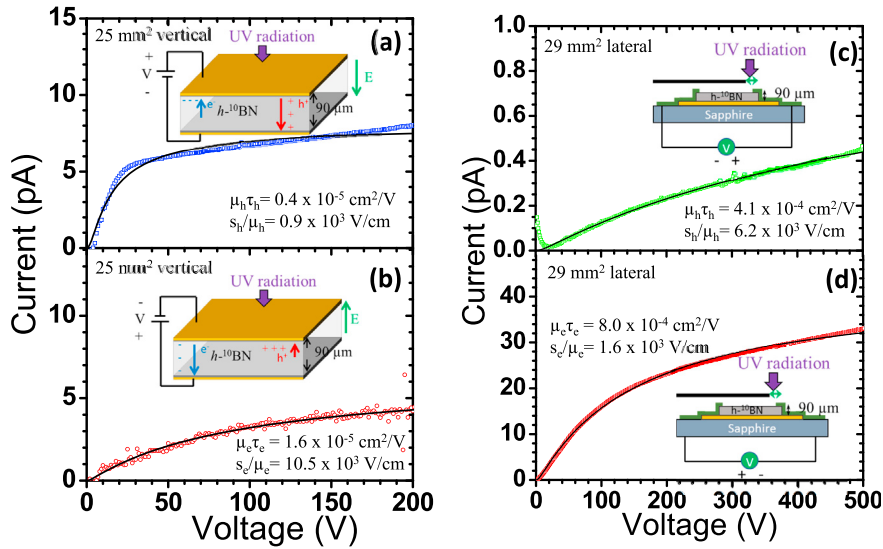 25 mm² vertical
(a)
UV radiation
+
V
-
E
- - - e⁻
h-¹⁰BN
+ h⁺
+
+
90 µm
μₕτₕ= 0.4 x 10⁻⁵ cm²/V
sₕ/μₕ= 0.9 x 10³ V/cm
15
10
5
0
25 mm² vertical
(b)
UV radiation
-
V
+
E
-
-
-
e⁻
h-¹⁰BN
+ + +
h⁺
90 µm
μₑτₑ = 1.6 x 10⁻⁵ cm²/V
sₑ/μₑ= 10.5 x 10³ V/cm
10
5
0
0 50 100 150 200
Voltage (V)
Current (pA)
29 mm² lateral
(c)
UV radiation
h-¹⁰BN
90 µm
Sapphire
V
- +
μₕτₕ = 4.1 x 10⁻⁴ cm²/V
sₕ/μₕ = 6.2 x 10³ V/cm
1.0
0.8
0.6
0.4
0.2
0.0
29 mm² lateral
(d)
μₑτₑ = 8.0 x 10⁻⁴ cm²/V
sₑ/μₑ = 1.6 x 10³ V/cm
UV radiation
h-¹⁰BN
90 µm
Sapphire
V
+ -
40
30
20
10
0
0 100 200 300 400 500
Voltage (V)
Current (pA)